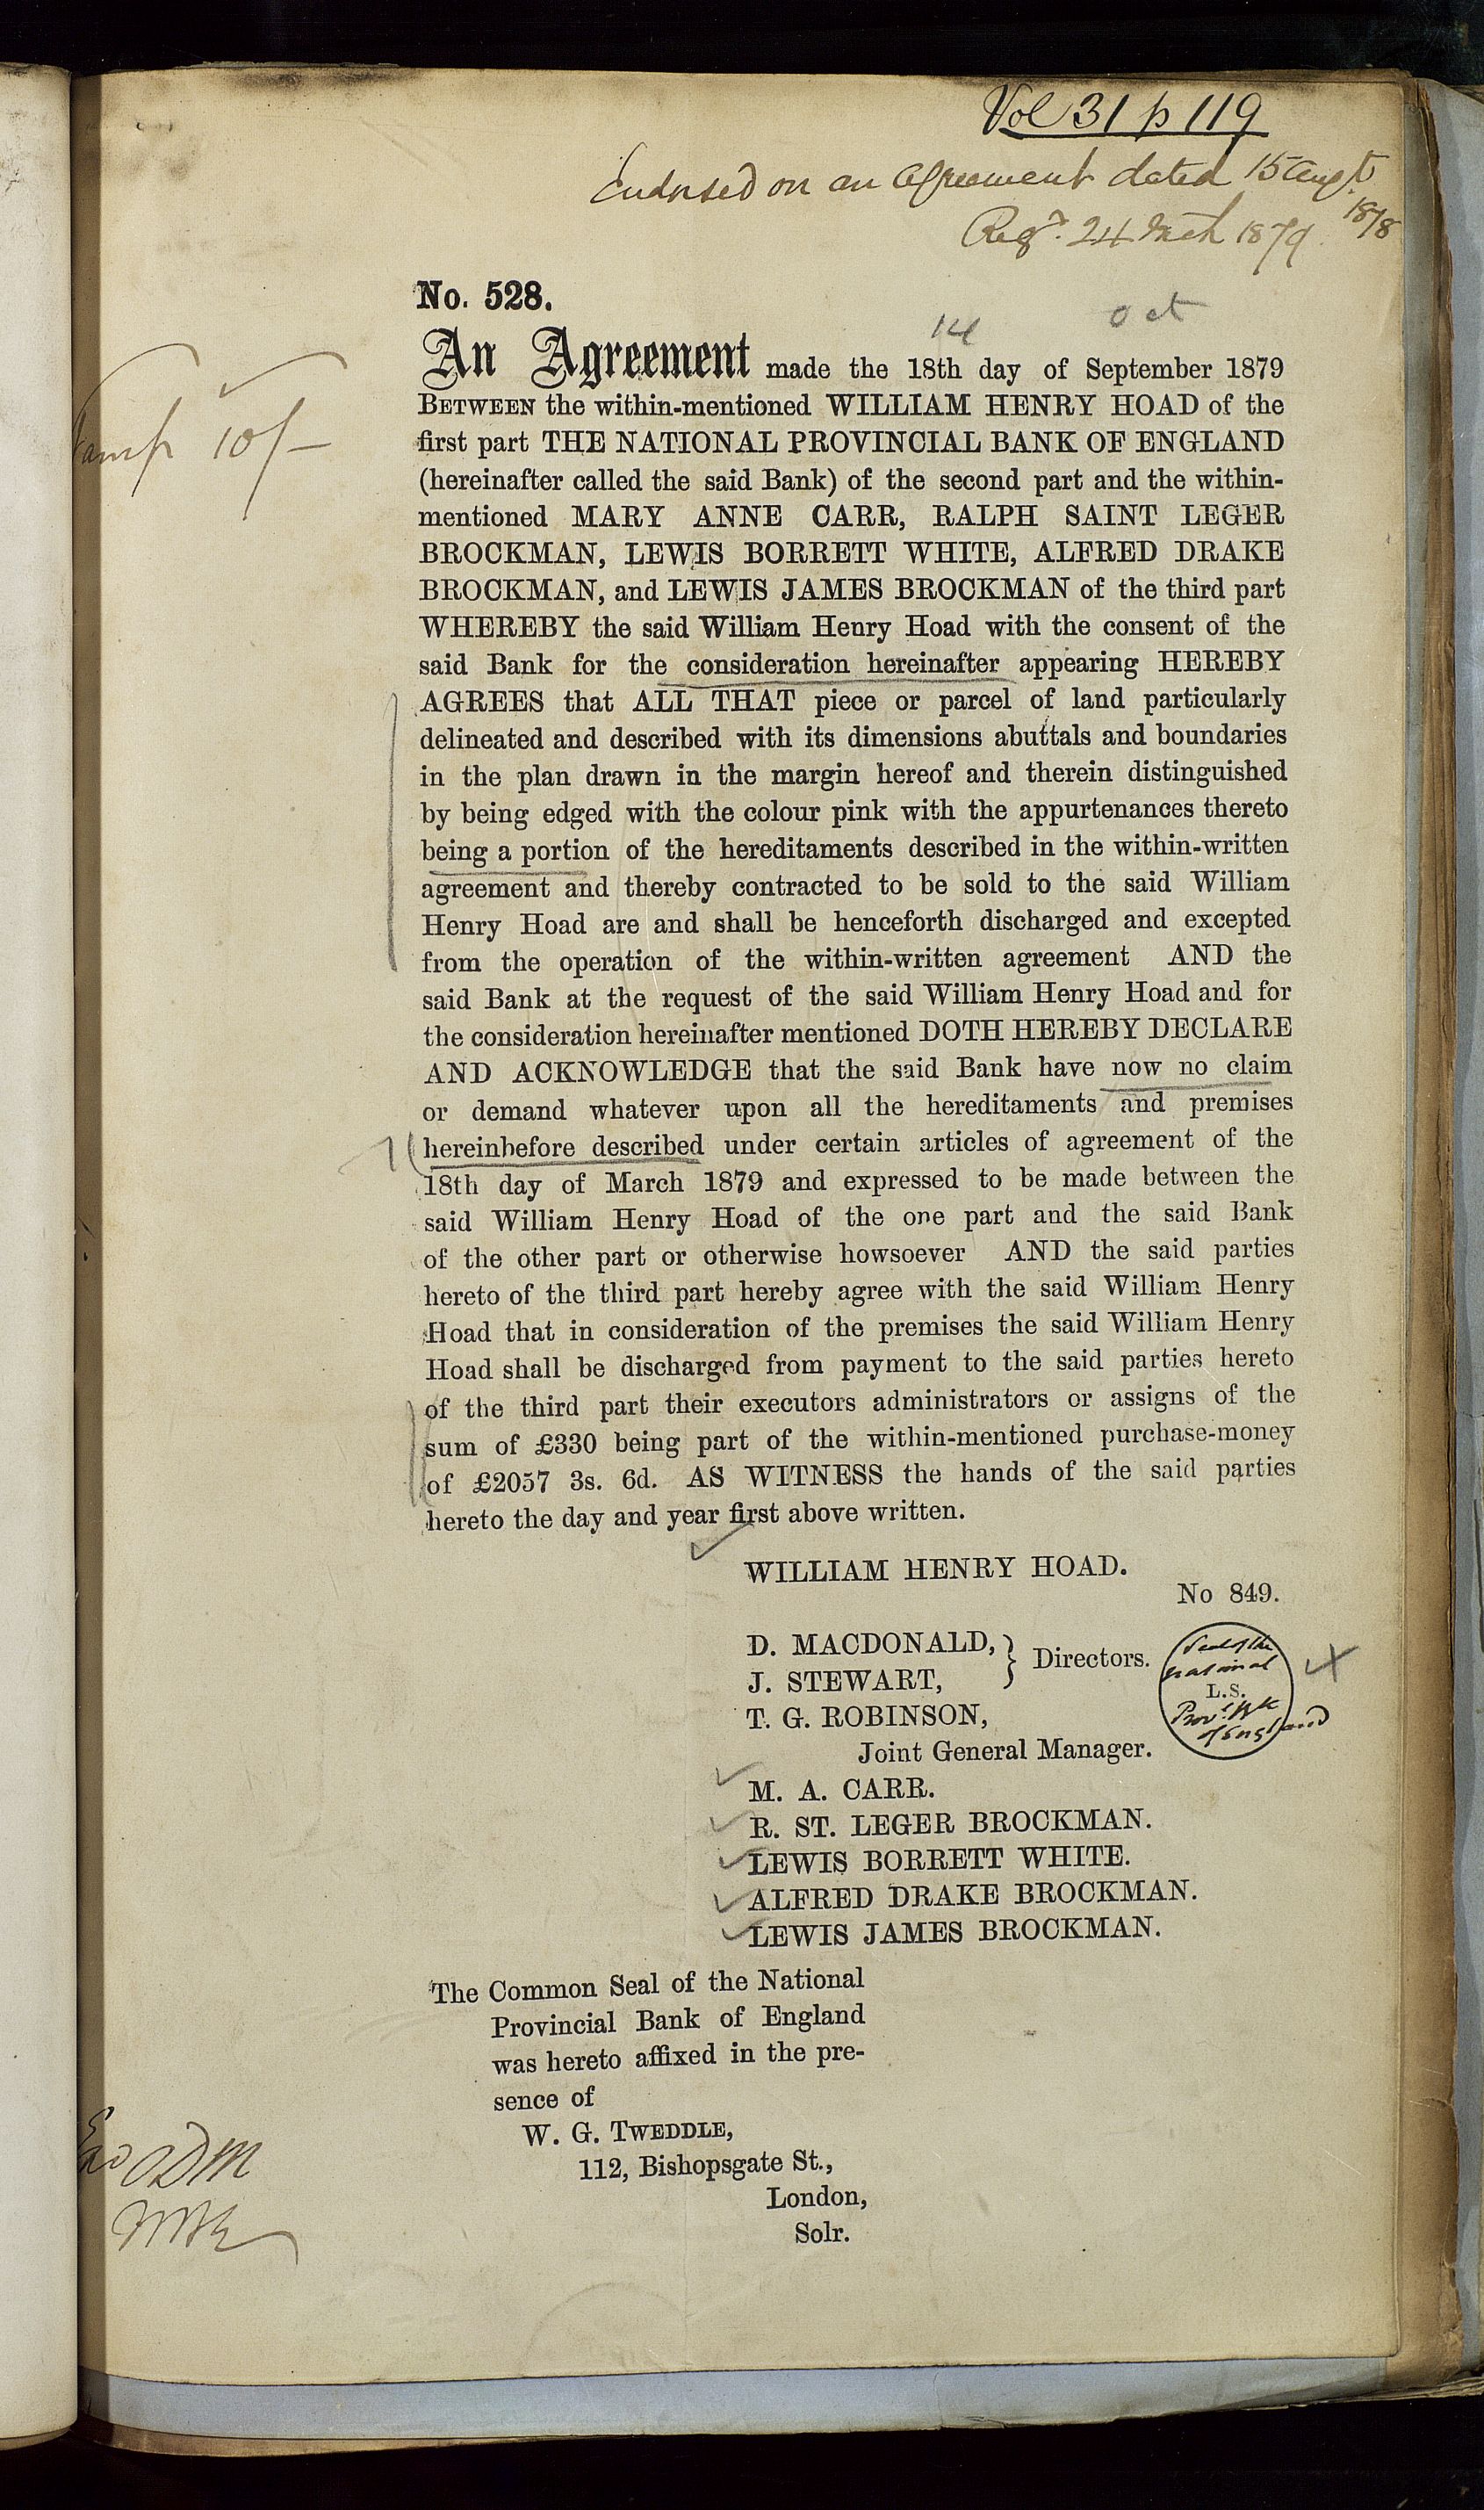 Vol 31 p 119
Endorsed on an Agreement dated 15 Augt. 1878
Regd. 24 Mch 1879
No. 528.
14 Oct
An Agreement made the 18th day of September 1879
BETWEEN the within-mentioned WILLIAM HENRY HOAD of the
first part THE NATIONAL PROVINCIAL BANK OF ENGLAND
(hereinafter called the said Bank) of the second part and the within-
mentioned MARY ANNE CARR, RALPH SAINT LEGER
BROCKMAN, LEWIS BORRETT WHITE, ALFRED DRAKE
BROCKMAN, and LEWIS JAMES BROCKMAN of the third part
WHEREBY the said William Henry Hoad with the consent of the
said Bank for the consideration hereinafter appearing HEREBY
AGREES that ALL THAT piece or parcel of land particularly
delineated and described with its dimensions abuttals and boundaries
in the plan drawn in the margin hereof and therein distinguished
by being edged with the colour pink with the appurtenances thereto
being a portion of the hereditaments described in the within-written
agreement and thereby contracted to be sold to the said William
Henry Hoad are and shall be henceforth discharged and excepted
from the operation of the within-written agreement AND the
said Bank at the request of the said William Henry Hoad and for
the consideration hereinafter mentioned DOTH HEREBY DECLARE
AND ACKNOWLEDGE that the said Bank have now no claim
or demand whatever upon all the hereditaments and premises
hereinbefore described under certain articles of agreement of the
18th day of March 1879 and expressed to be made between the
said William Henry Hoad of the one part and the said Bank
of the other part or otherwise howsoever AND the said parties
hereto of the third part hereby agree with the said William Henry
Hoad that in consideration of the premises the said William Henry
Hoad shall be discharged from payment to the said parties hereto
of the third part their executors administrators or assigns of the
sum of £330 being part of the within-mentioned purchase-money
of £2057 3s. 6d. AS WITNESS the hands of the said parties
hereto the day and year first above written.
WILLIAM HENRY HOAD.
No 849.
D. MACDONALD, } Directors.
J. STEWART,
T. G. ROBINSON,
Joint General Manager.
Seal of the
National
L.S.
Provl. Bk
of England
M. A. CARR.
R. ST. LEGER BROCKMAN.
LEWIS BORRETT WHITE.
ALFRED DRAKE BROCKMAN.
LEWIS JAMES BROCKMAN.
The Common Seal of the National
Provincial Bank of England
was hereto affixed in the pre-
sence of
W. G. TWEDDLE,
112, Bishopsgate St.,
London,
Solr.
10/-